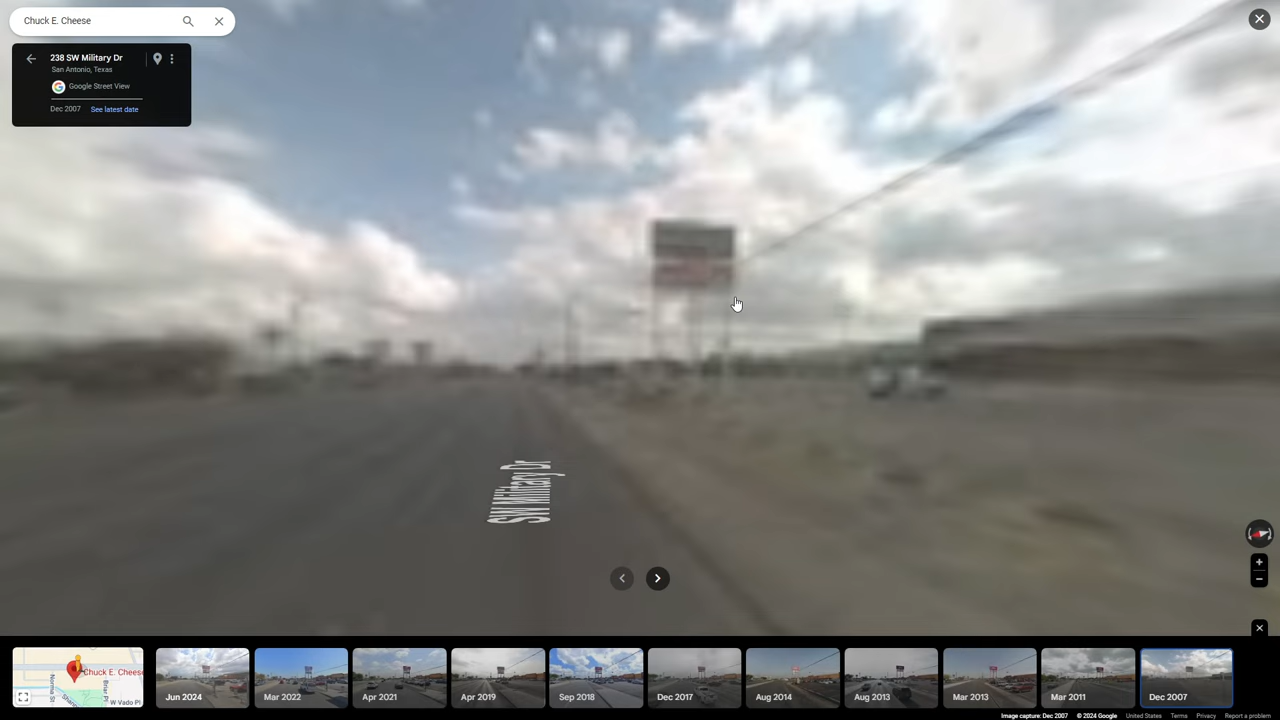 Chuck E. Cheese
238 SW Military Dr
San Antonio, Texas
Google Street View
Dec 2007 See latest date
SW Military Dr
Chuck E. Cheese
W Vado Pl
Jun 2024
Mar 2022
Apr 2021
Apr 2019
Sep 2018
Dec 2017
Aug 2014
Aug 2013
Mar 2013
Mar 2011
Dec 2007
Image capture: Dec 2007 © 2024 Google United States Terms Privacy Report a problem